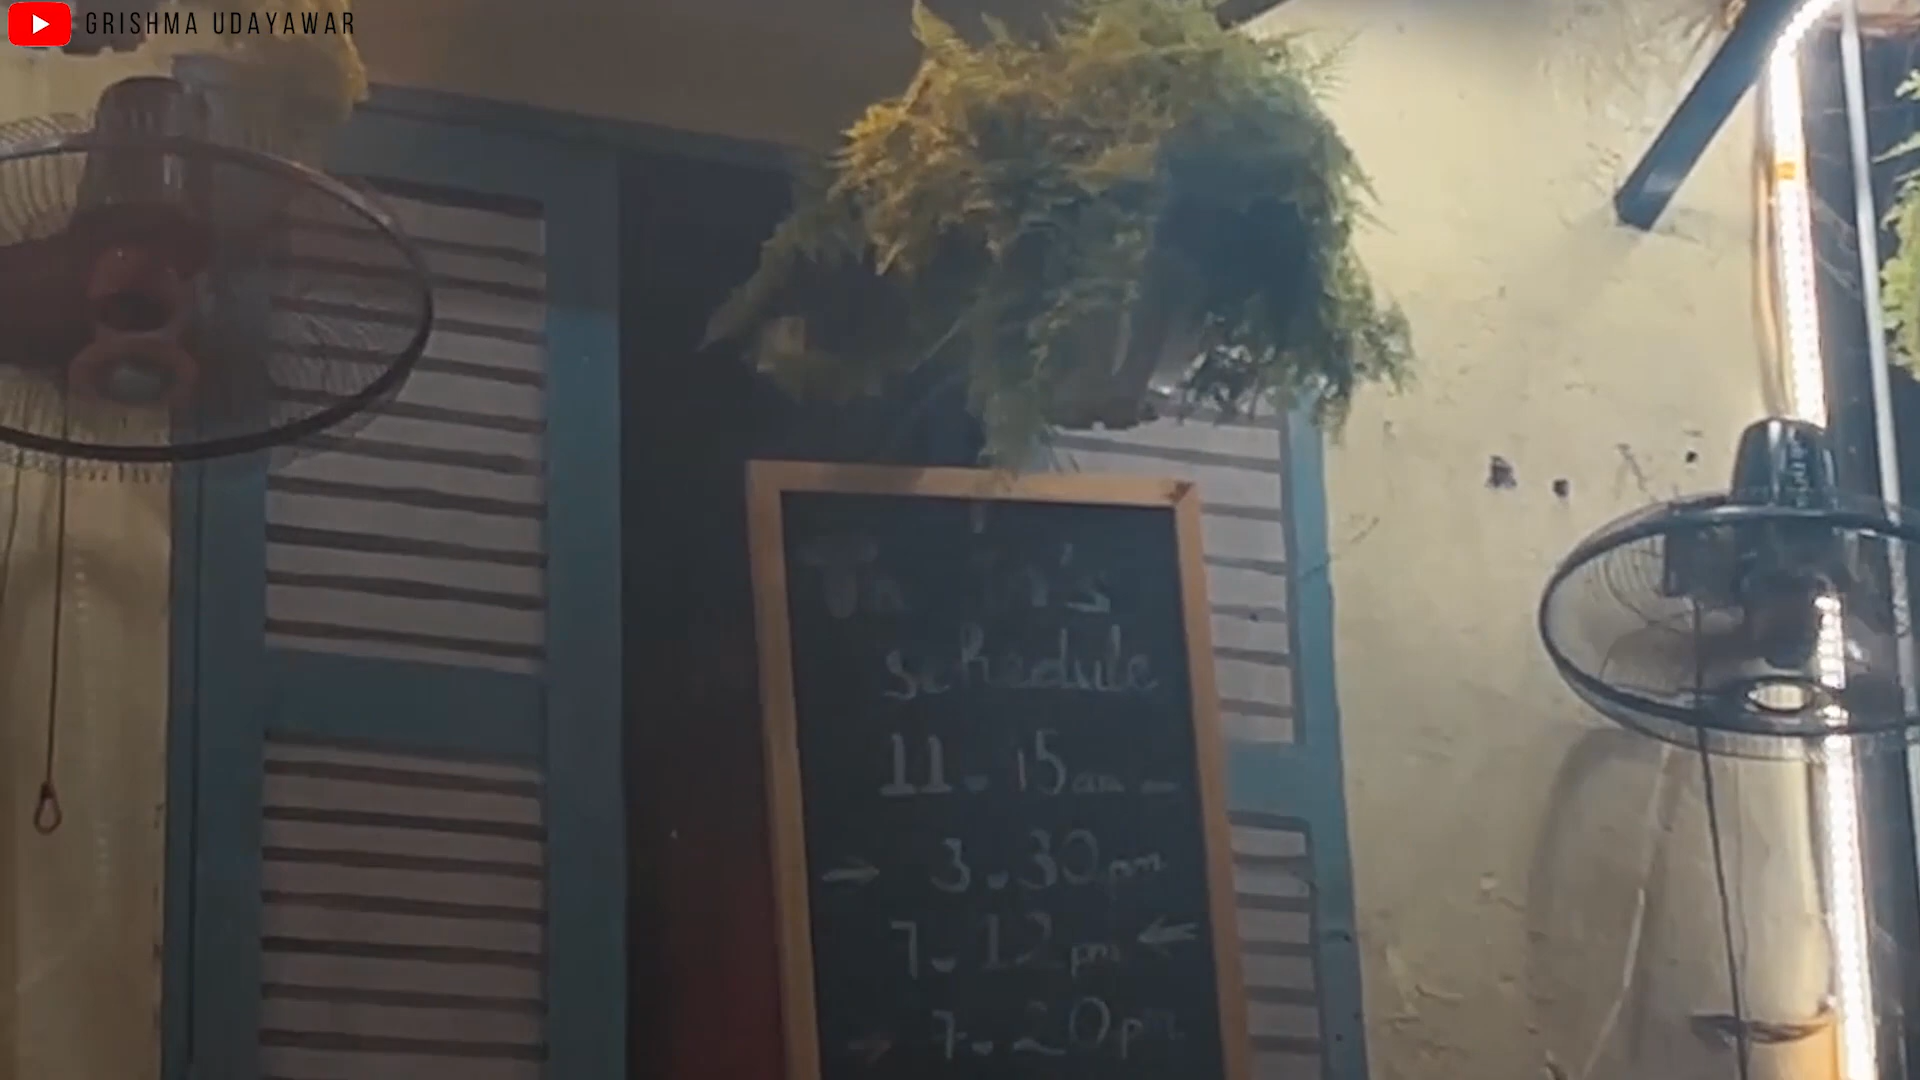 GRISHMA UDAYAWAR
schedule
11.15am
→ 3.30pm
7.12pm ←
→ 7.20pm